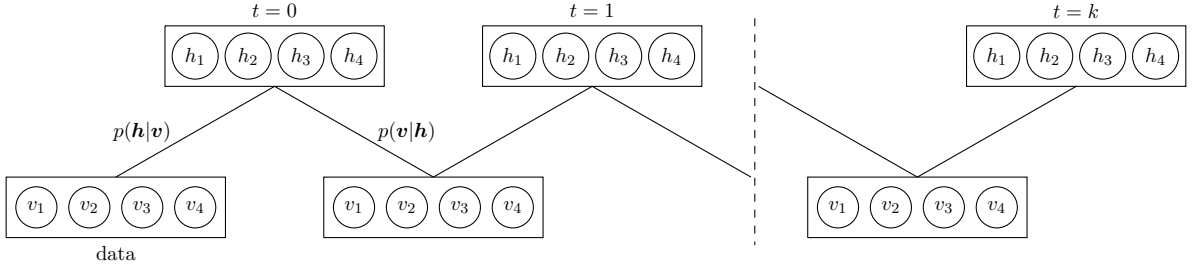 t = 0 t = 1 t = k
h₁ h₂ h₃ h₄ h₁ h₂ h₃ h₄ h₁ h₂ h₃ h₄
p(h|v) p(v|h)
v₁ v₂ v₃ v₄ v₁ v₂ v₃ v₄ v₁ v₂ v₃ v₄
data